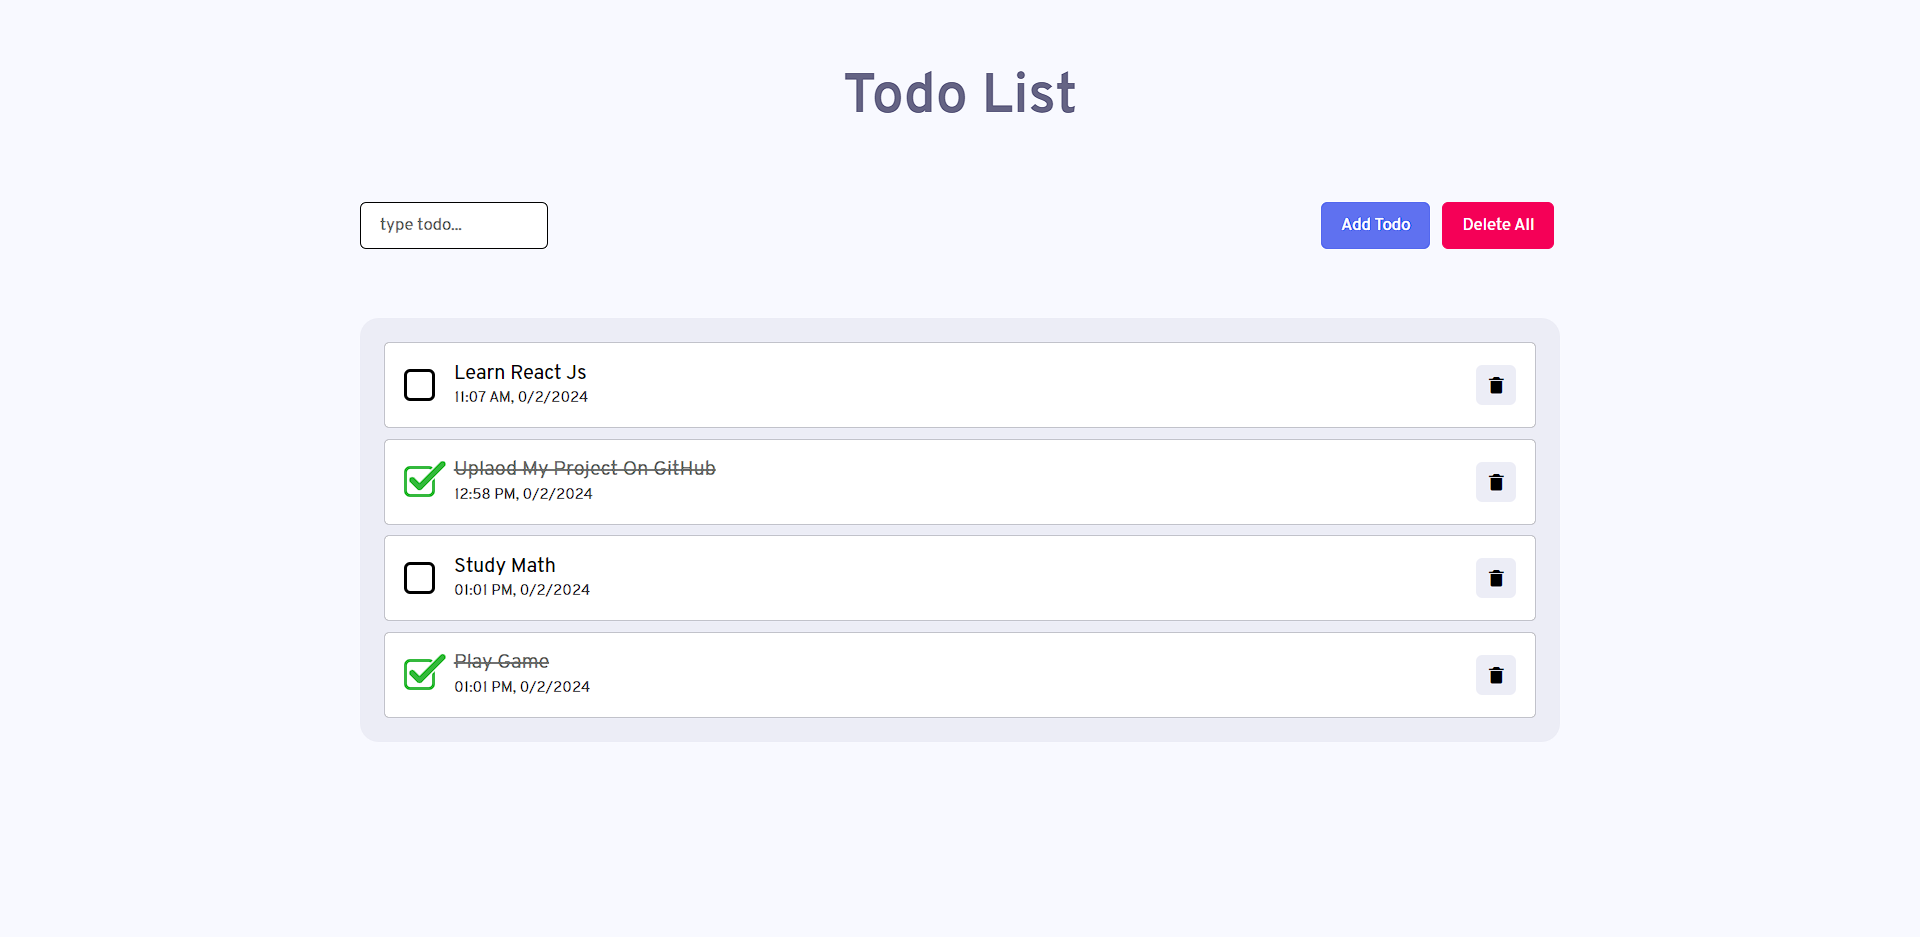 Todo List
type todo...
Add Todo
Delete All
Learn React Js
11:07 AM, 0/2/2024
Uplaod My Project On GitHub
12:58 PM, 0/2/2024
Study Math
01:01 PM, 0/2/2024
Play Game
01:01 PM, 0/2/2024